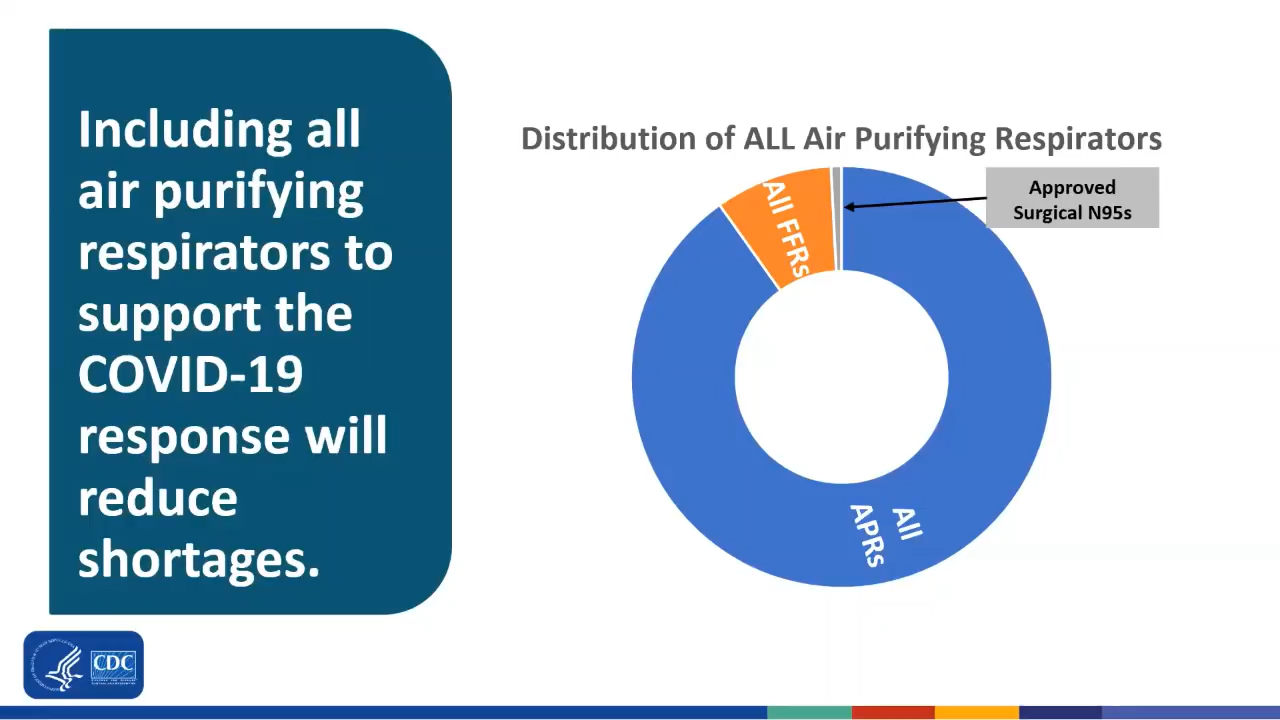 Including all
air purifying
respirators to
support the
COVID-19
response will
reduce
shortages.
Distribution of ALL Air Purifying Respirators
Approved
Surgical N95s
All FFRs
All
APRs
CDC